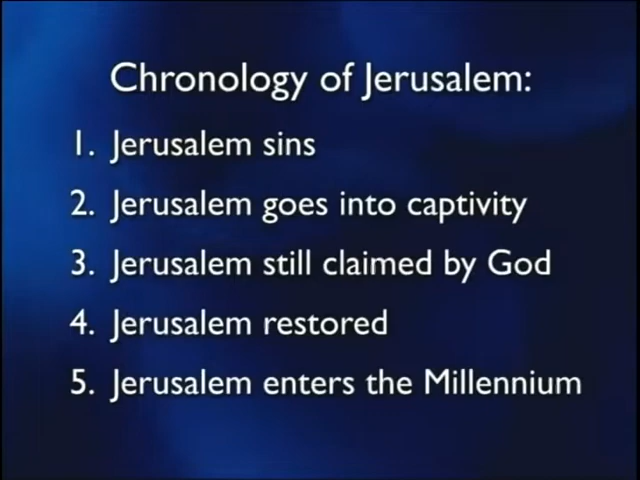 Chronology of Jerusalem:
1. Jerusalem sins
2. Jerusalem goes into captivity
3. Jerusalem still claimed by God
4. Jerusalem restored
5. Jerusalem enters the Millennium